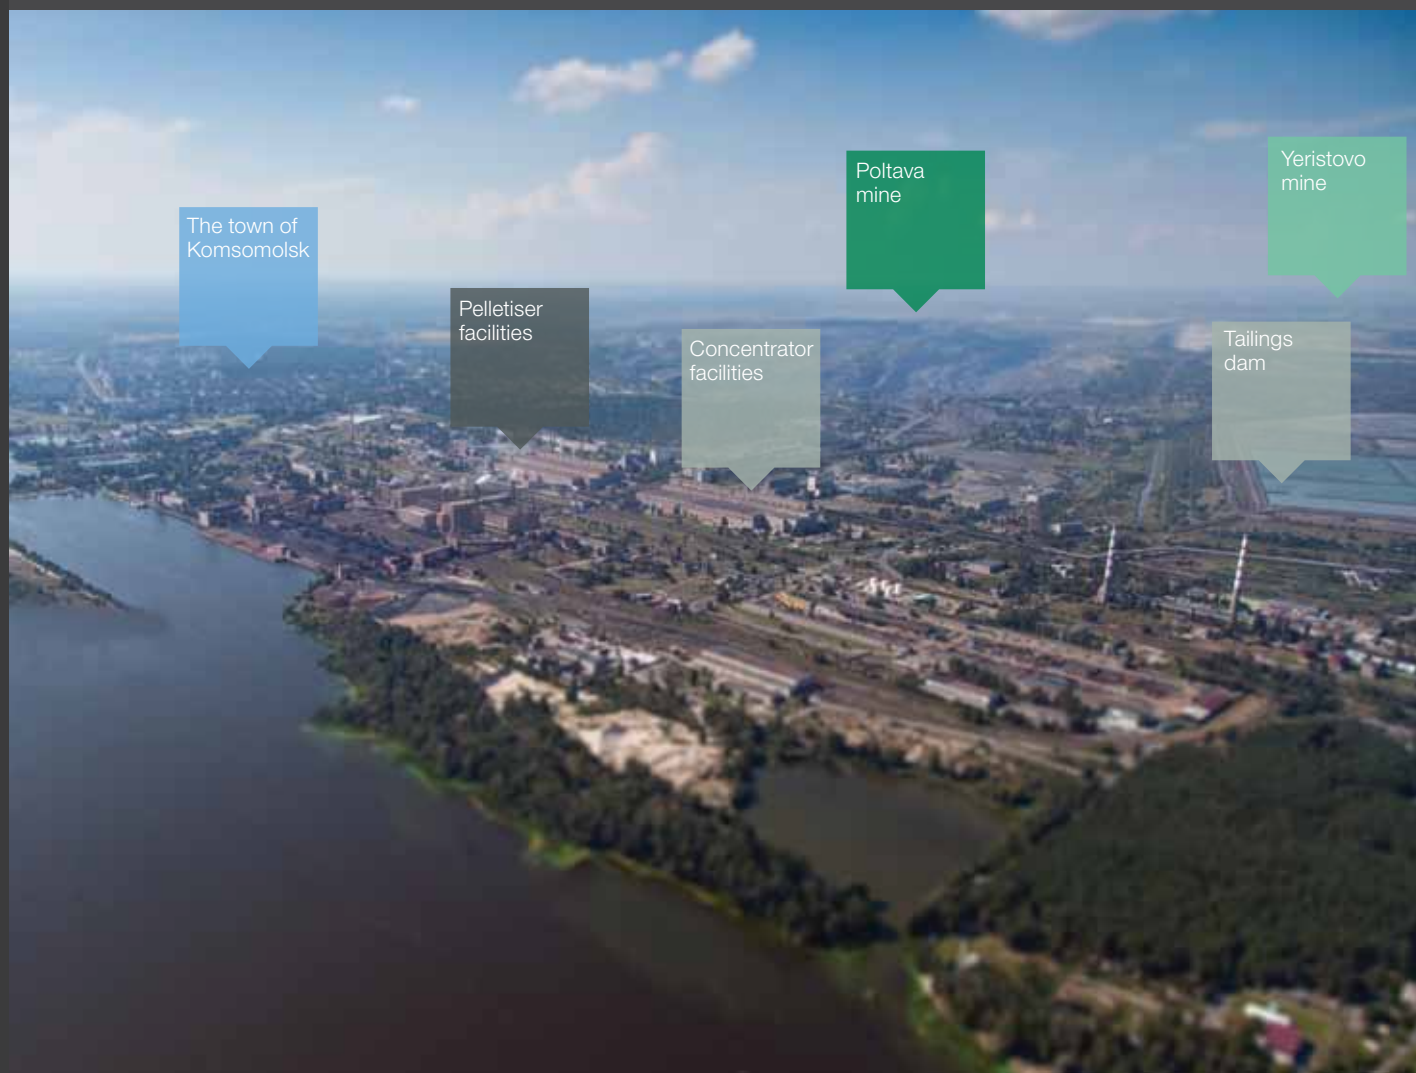 The town of
Komsomolsk
Pelletiser
facilities
Concentrator
facilities
Poltava
mine
Yeristovo
mine
Tailings
dam